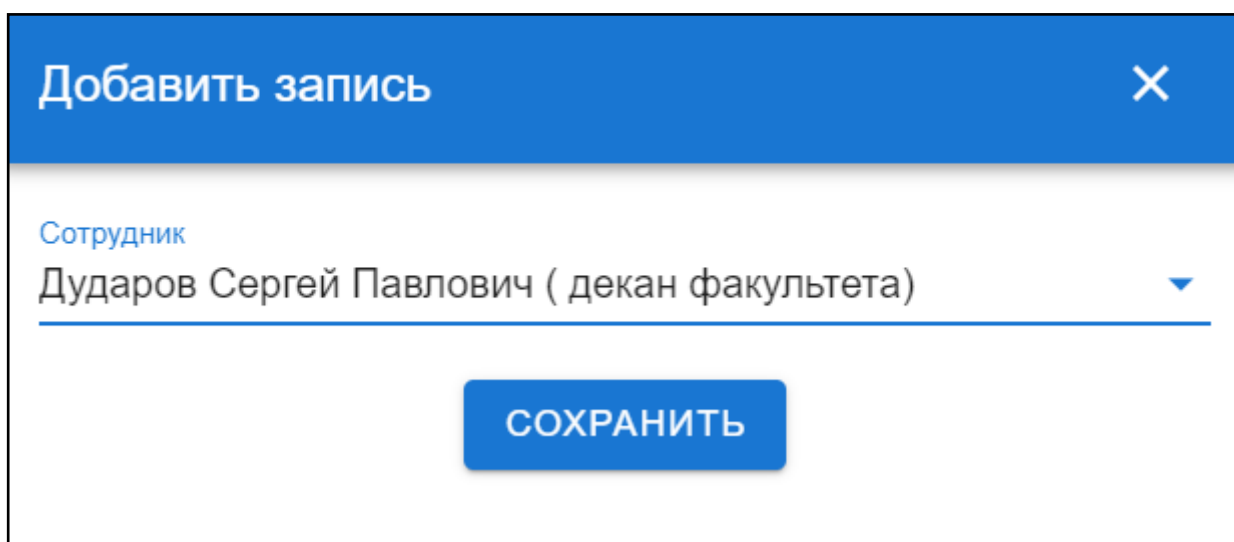 Добавить запись
Сотрудник
Дударов Сергей Павлович ( декан факультета)
СОХРАНИТЬ